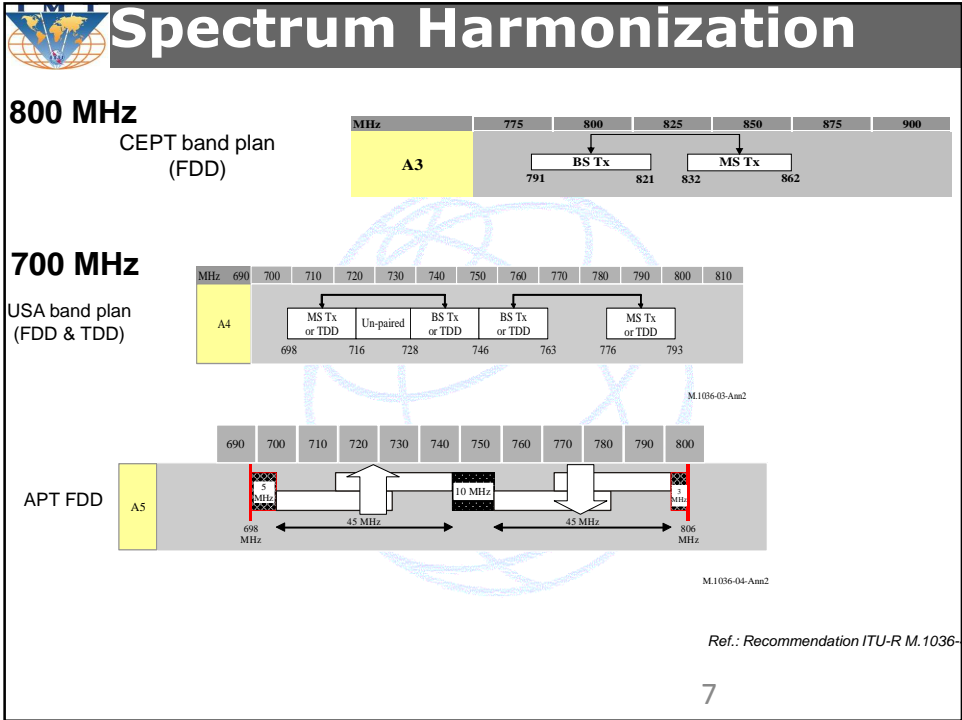 IMT
Spectrum Harmonization
800 MHz
CEPT band plan
(FDD)
MHz 775 800 825 850 875 900
A3
BS Tx MS Tx
791 821 832 862
700 MHz
USA band plan
(FDD & TDD)
MHz 690 700 710 720 730 740 750 760 770 780 790 800 810
A4
MS Tx
or TDD
Un-paired
BS Tx
or TDD
BS Tx
or TDD
MS Tx
or TDD
698 716 728 746 763 776 793
M.1036-03-Ann2
690 700 710 720 730 740 750 760 770 780 790 800
APT FDD
A5
5
MHz
10 MHz
3
MHz
45 MHz 45 MHz
698
MHz
806
MHz
M.1036-04-Ann2
Ref.: Recommendation ITU-R M.1036-
7